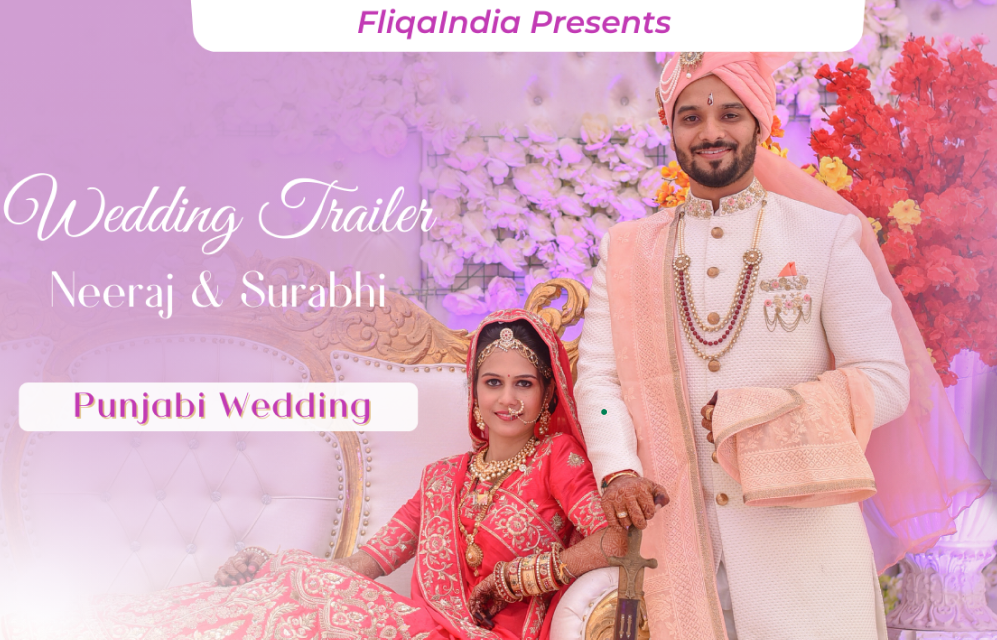 FliqaIndia Presents
Wedding Trailer
Neeraj & Surabhi
Punjabi Wedding